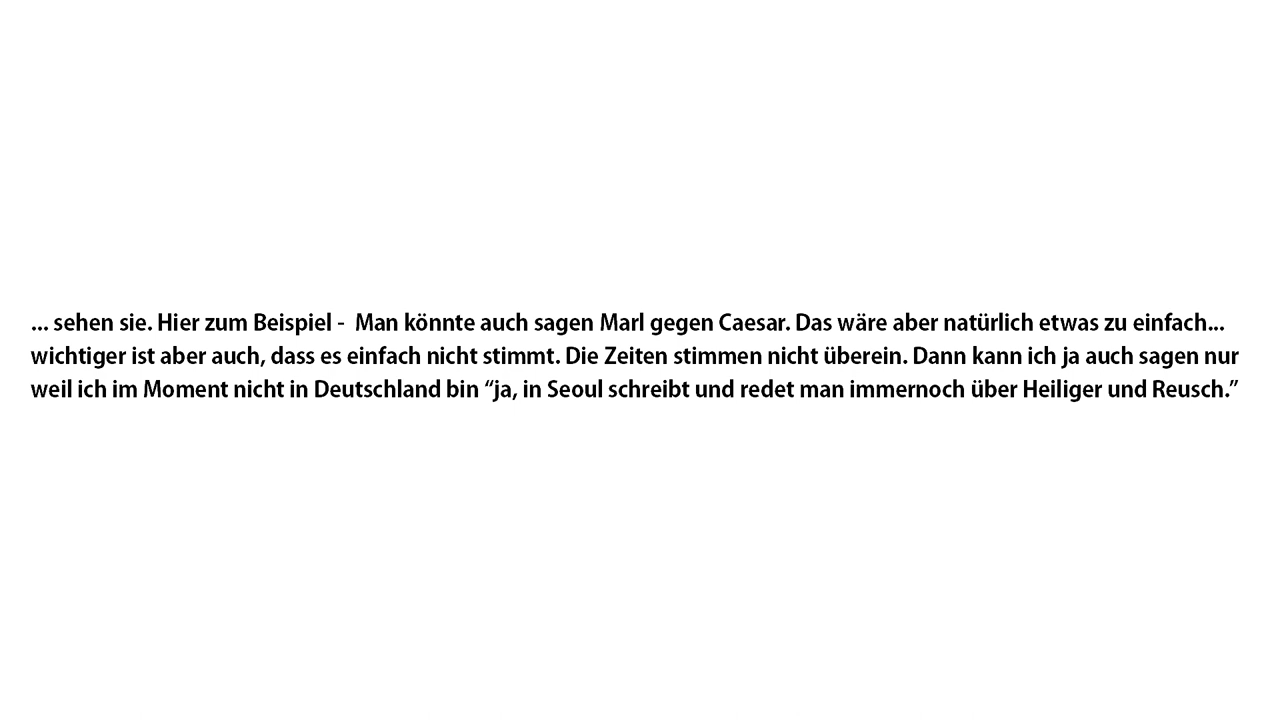 ... sehen sie. Hier zum Beispiel -  Man könnte auch sagen Marl gegen Caesar. Das wäre aber natürlich etwas zu einfach...
wichtiger ist aber auch, dass es einfach nicht stimmt. Die Zeiten stimmen nicht überein. Dann kann ich ja auch sagen nur
weil ich im Moment nicht in Deutschland bin “ja, in Seoul schreibt und redet man immernoch über Heiliger und Reusch.”